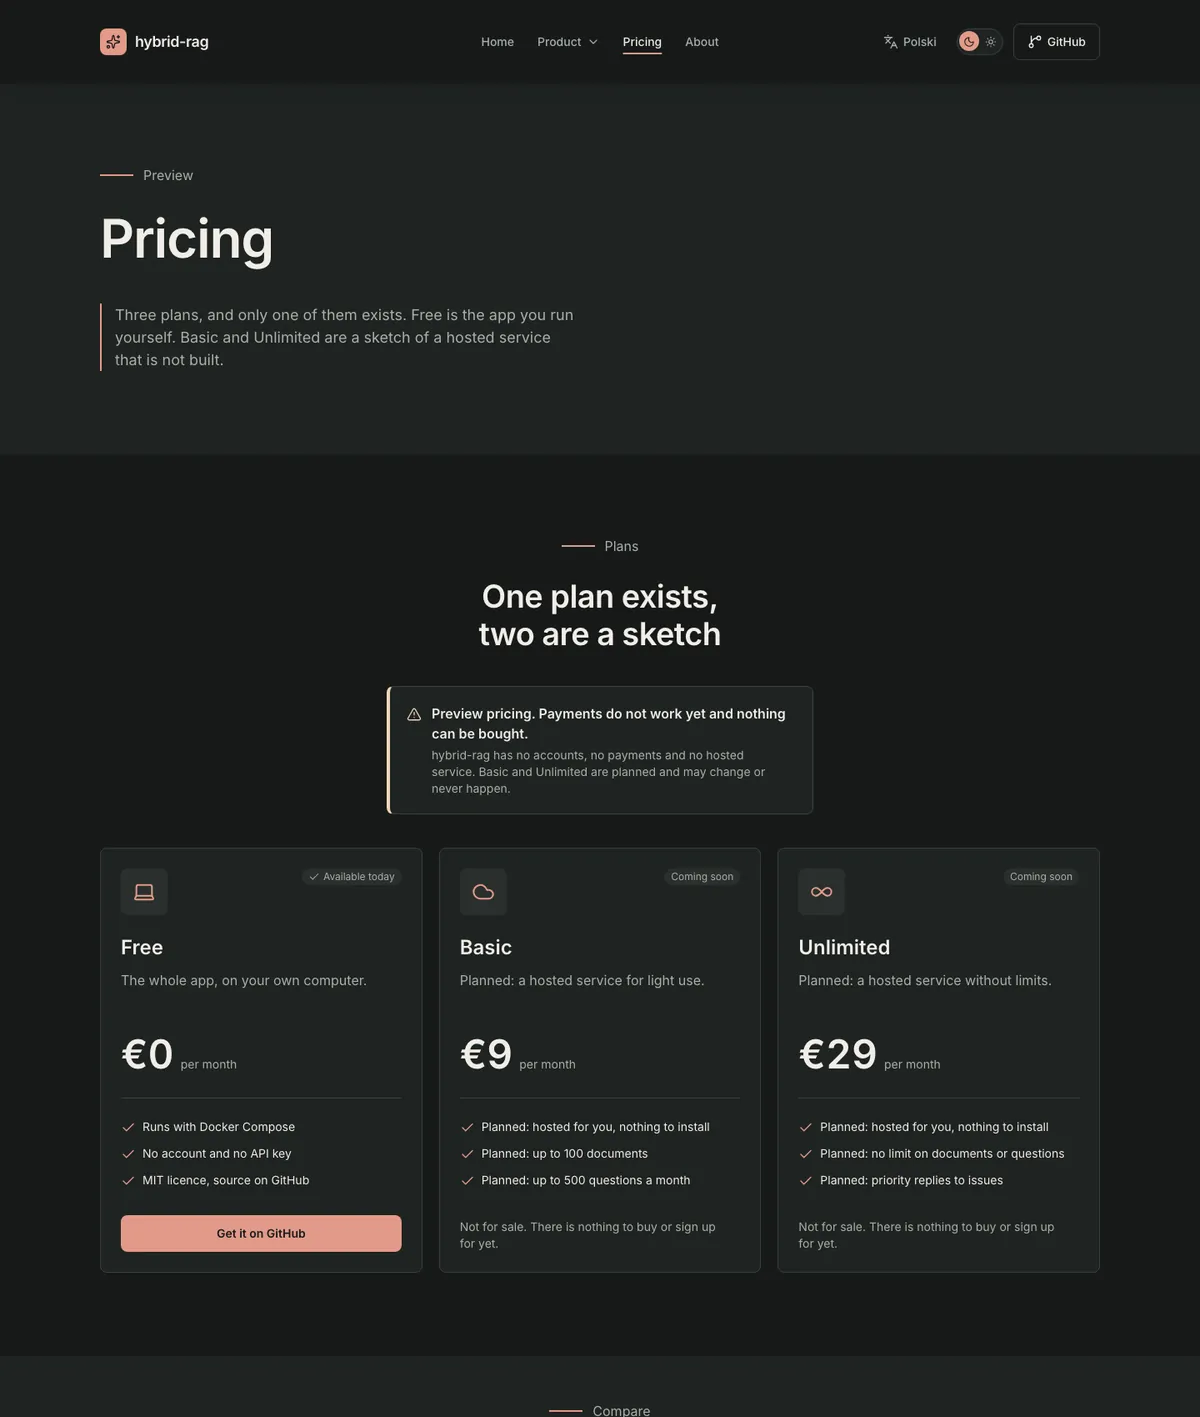 hybrid-rag
Home
Product
Pricing
About
Polski
GitHub
Preview
Pricing
Three plans, and only one of them exists. Free is the app you run
yourself. Basic and Unlimited are a sketch of a hosted service
that is not built.
Plans
One plan exists,
two are a sketch
Preview pricing. Payments do not work yet and nothing
can be bought.
hybrid-rag has no accounts, no payments and no hosted
service. Basic and Unlimited are planned and may change or
never happen.
Available today
Free
The whole app, on your own computer.
€0 per month
Runs with Docker Compose
No account and no API key
MIT licence, source on GitHub
Get it on GitHub
Coming soon
Basic
Planned: a hosted service for light use.
€9 per month
Planned: hosted for you, nothing to install
Planned: up to 100 documents
Planned: up to 500 questions a month
Not for sale. There is nothing to buy or sign up
for yet.
Coming soon
Unlimited
Planned: a hosted service without limits.
€29 per month
Planned: hosted for you, nothing to install
Planned: no limit on documents or questions
Planned: priority replies to issues
Not for sale. There is nothing to buy or sign up
for yet.
Compare